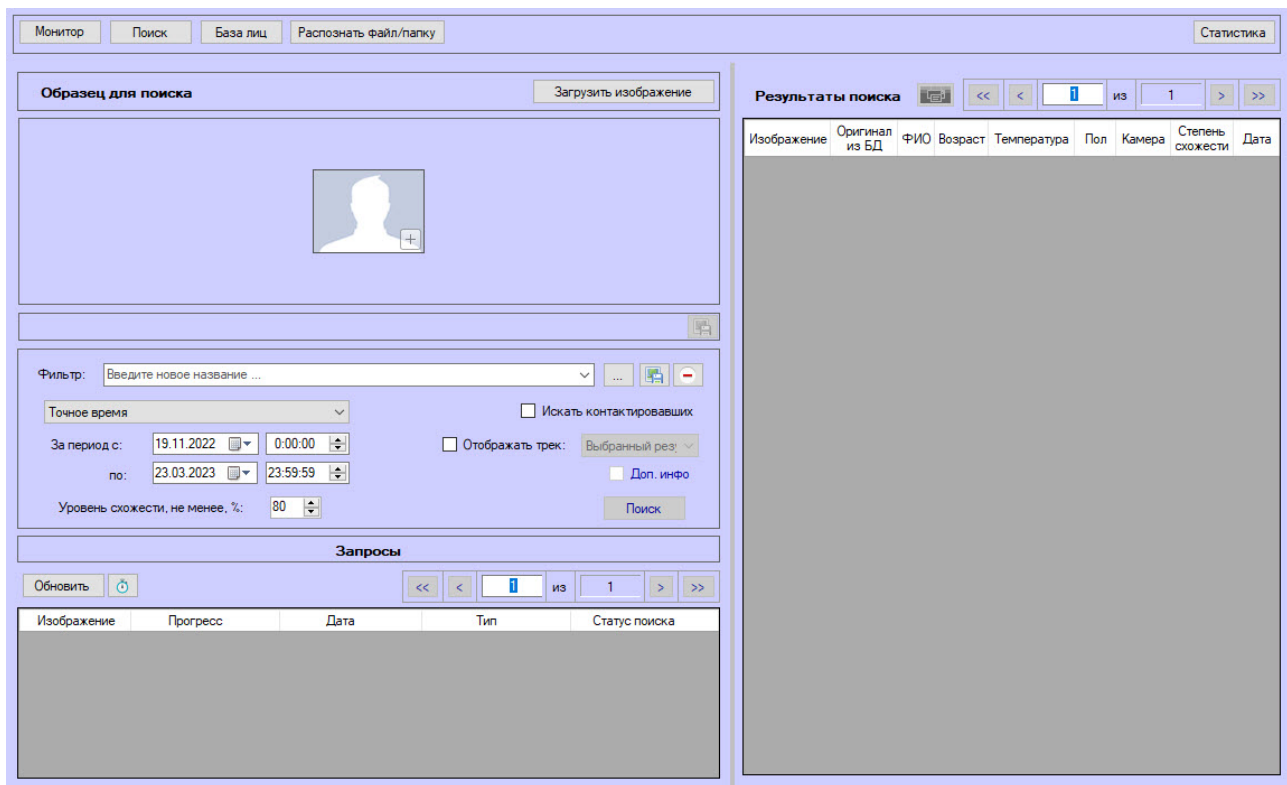 Монитор Поиск База лиц Распознать файл/папку Статистика
Образец для поиска Загрузить изображение
Результаты поиска << < 1 из 1 > >>
Изображение Оригинал из БД ФИО Возраст Температура Пол Камера Степень схожести Дата
Фильтр: Введите новое название ... ...
Точное время Искать контактировавших
За период с: 19.11.2022 0:00:00 Отображать трек: Выбранный рез
по: 23.03.2023 23:59:59 Доп. инфо
Уровень схожести, не менее, %: 80 Поиск
Запросы
Обновить << < 1 из 1 > >>
Изображение Прогресс Дата Тип Статус поиска